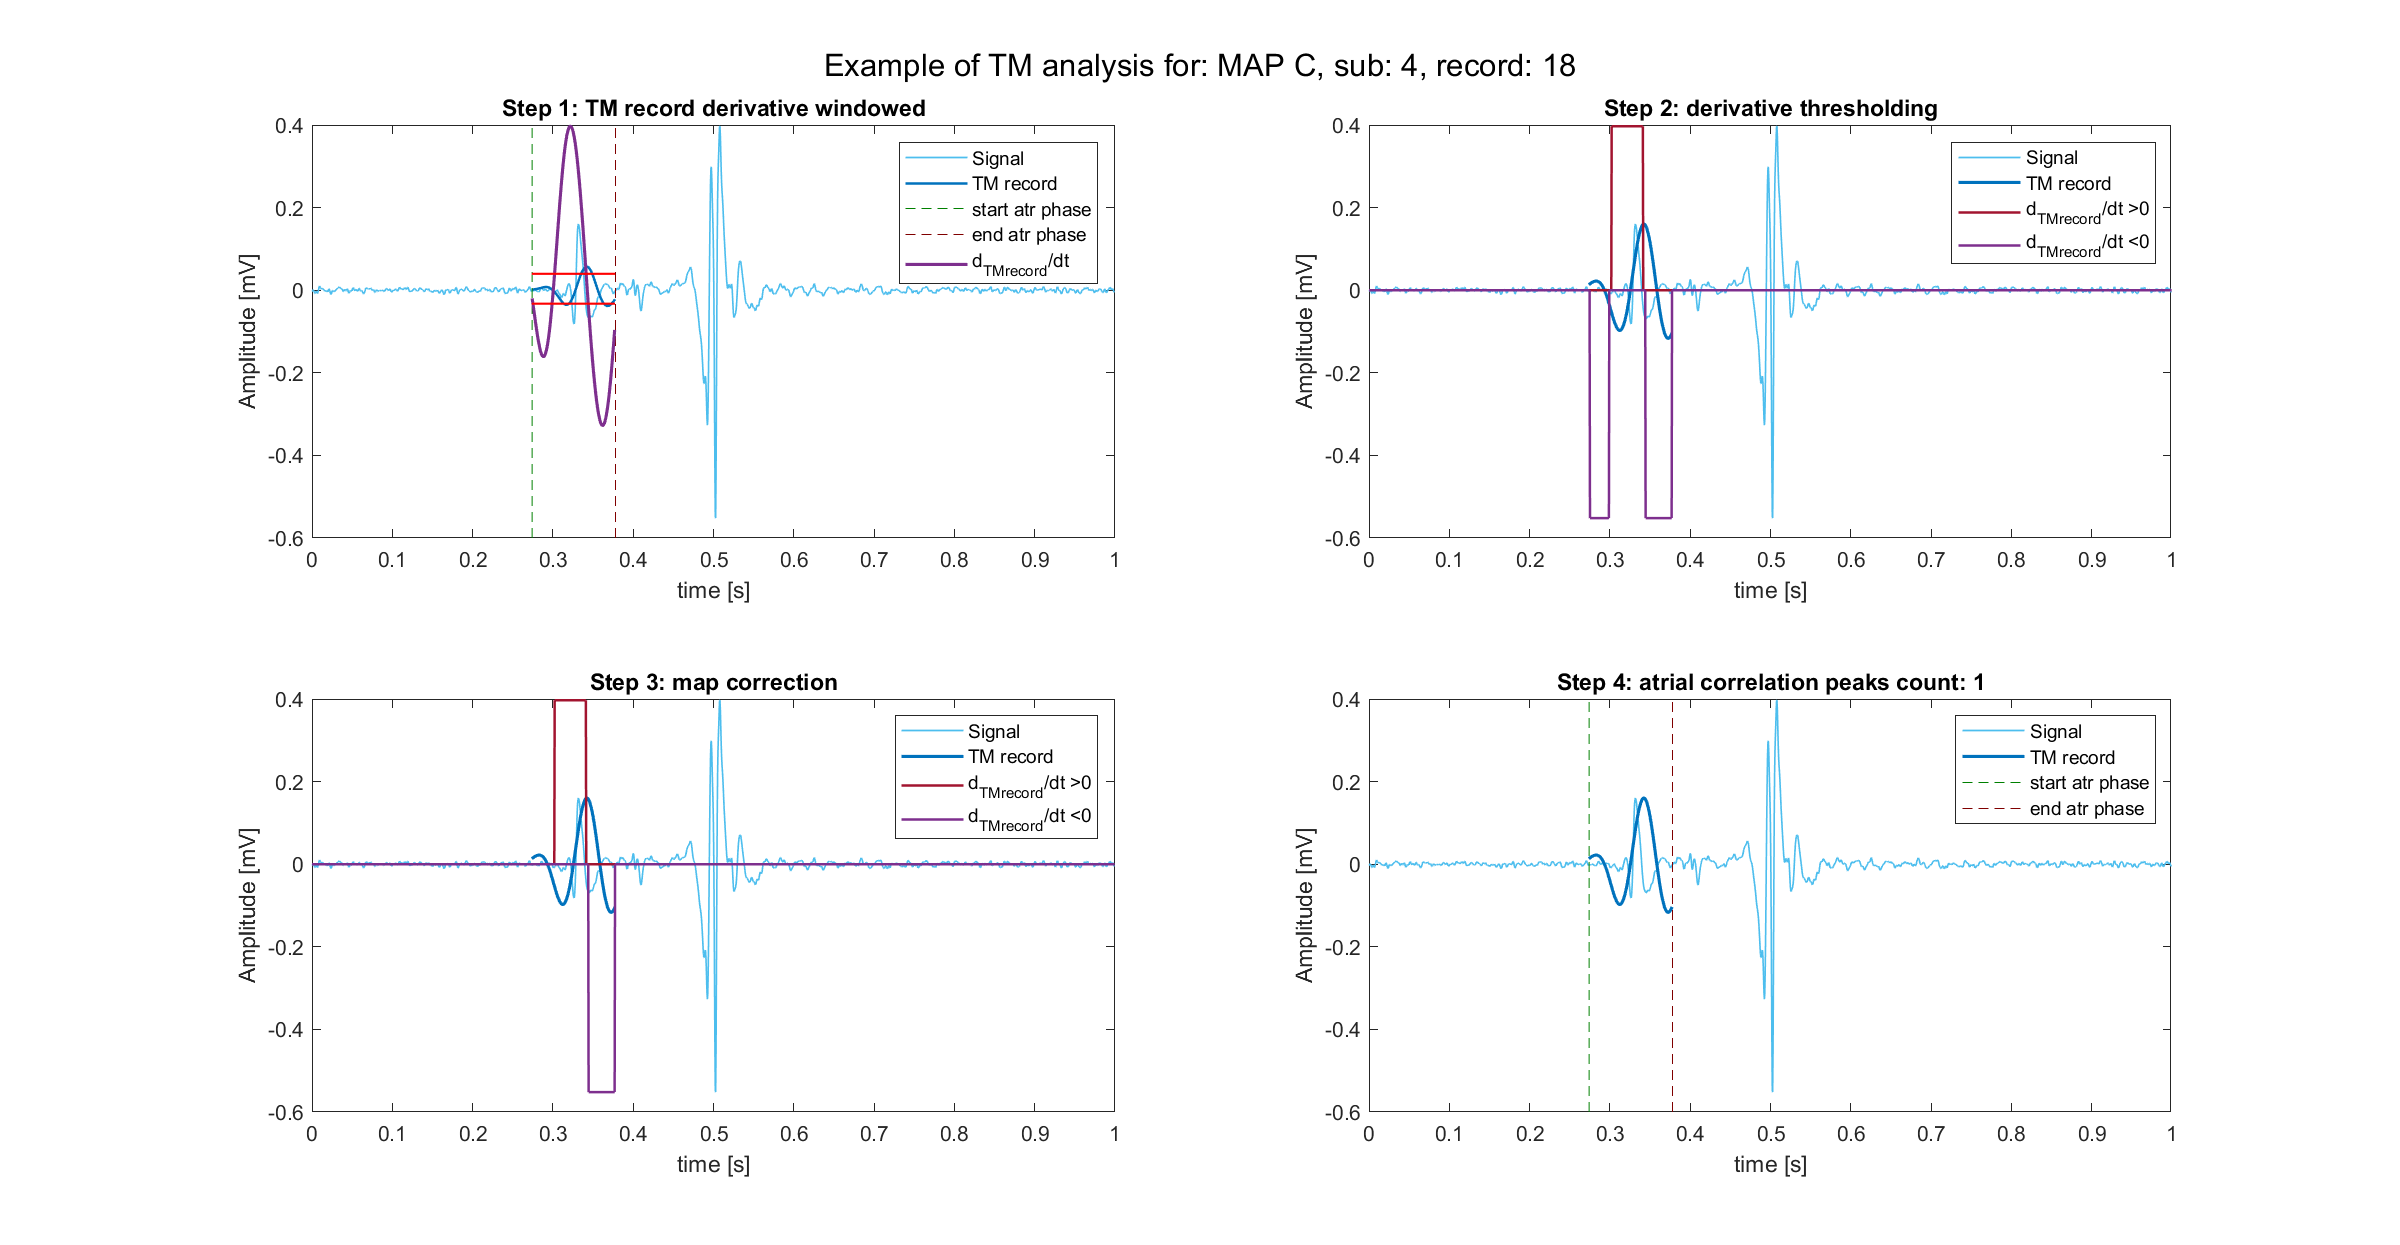 Example of TM analysis for: MAP C, sub: 4, record: 18
Step 1: TM record derivative windowed
Amplitude [mV]
0.4
0.2
0
-0.2
-0.4
-0.6
0 0.1 0.2 0.3 0.4 0.5 0.6 0.7 0.8 0.9 1
time [s]
Signal
TM record
start atr phase
end atr phase
dTMrecord/dt
Step 2: derivative thresholding
Amplitude [mV]
0.4
0.2
0
-0.2
-0.4
-0.6
0 0.1 0.2 0.3 0.4 0.5 0.6 0.7 0.8 0.9 1
time [s]
Signal
TM record
dTMrecord/dt >0
dTMrecord/dt <0
Step 3: map correction
Amplitude [mV]
0.4
0.2
0
-0.2
-0.4
-0.6
0 0.1 0.2 0.3 0.4 0.5 0.6 0.7 0.8 0.9 1
time [s]
Signal
TM record
dTMrecord/dt >0
dTMrecord/dt <0
Step 4: atrial correlation peaks count: 1
Amplitude [mV]
0.4
0.2
0
-0.2
-0.4
-0.6
0 0.1 0.2 0.3 0.4 0.5 0.6 0.7 0.8 0.9 1
time [s]
Signal
TM record
start atr phase
end atr phase